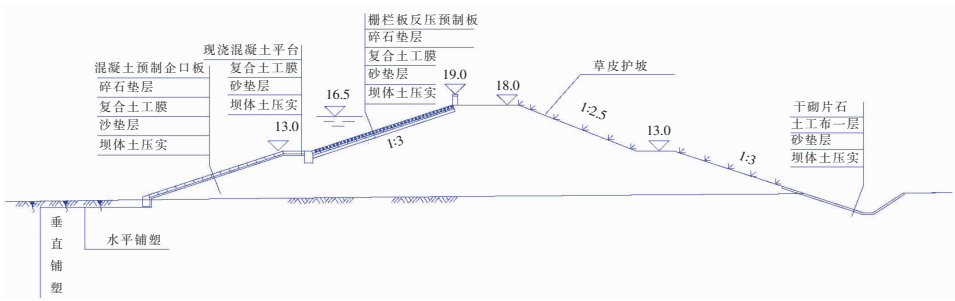 栅栏板反压预制板
碎石垫层
复合土工膜
砂垫层
坝体土压实
现浇混凝土平台
复合土工膜
砂垫层
坝体土压实
混凝土预制企口板
碎石垫层
复合土工膜
沙垫层
坝体土压实
16.5
13.0
19.0
18.0
草皮护坡
1:2.5
13.0
1:3
1:3
干砌片石
土工布一层
砂垫层
坝体土压实
垂直铺塑
水平铺塑